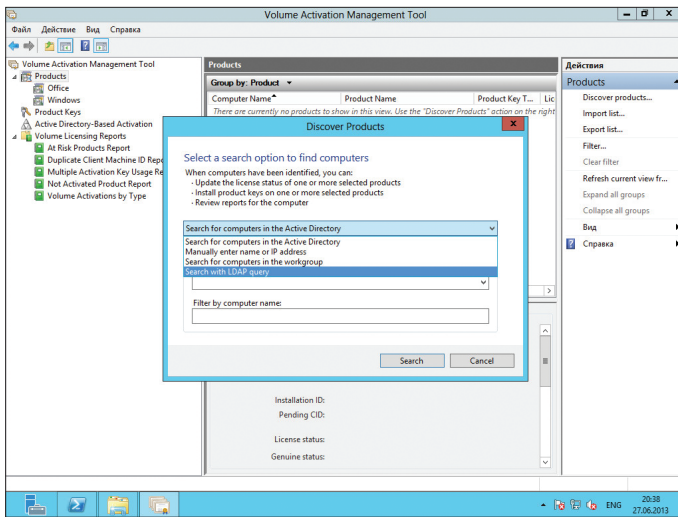 Volume Activation Management Tool
Файл Действие Вид Справка
Volume Activation Management Tool
Products
Office
Windows
Product Keys
Active Directory-Based Activation
Volume Licensing Reports
At Risk Products Report
Duplicate Client Machine ID Repo
Multiple Activation Key Usage Re
Not Activated Product Report
Volume Activations by Type
Products
Group by: Product
Computer Name Product Name Product Key T... Lic
There are currently no products to show in this view. Use the "Discover Products" action on the right
Discover Products
Select a search option to find computers
When computers have been identified, you can:
- Update the license status of one or more selected products
- Install product keys on one or more selected products
- Review reports for the computer
Search for computers in the Active Directory
Search for computers in the Active Directory
Manually enter name or IP address
Search for computers in the workgroup
Search with LDAP query
Filter by computer name:
Search Cancel
Installation ID:
Pending CID:
License status:
Genuine status:
Действия
Products
Discover products...
Import list...
Export list...
Filter...
Clear filter
Refresh current view fr...
Expand all groups
Collapse all groups
Вид
Справка
ENG
20:38
27.06.2013